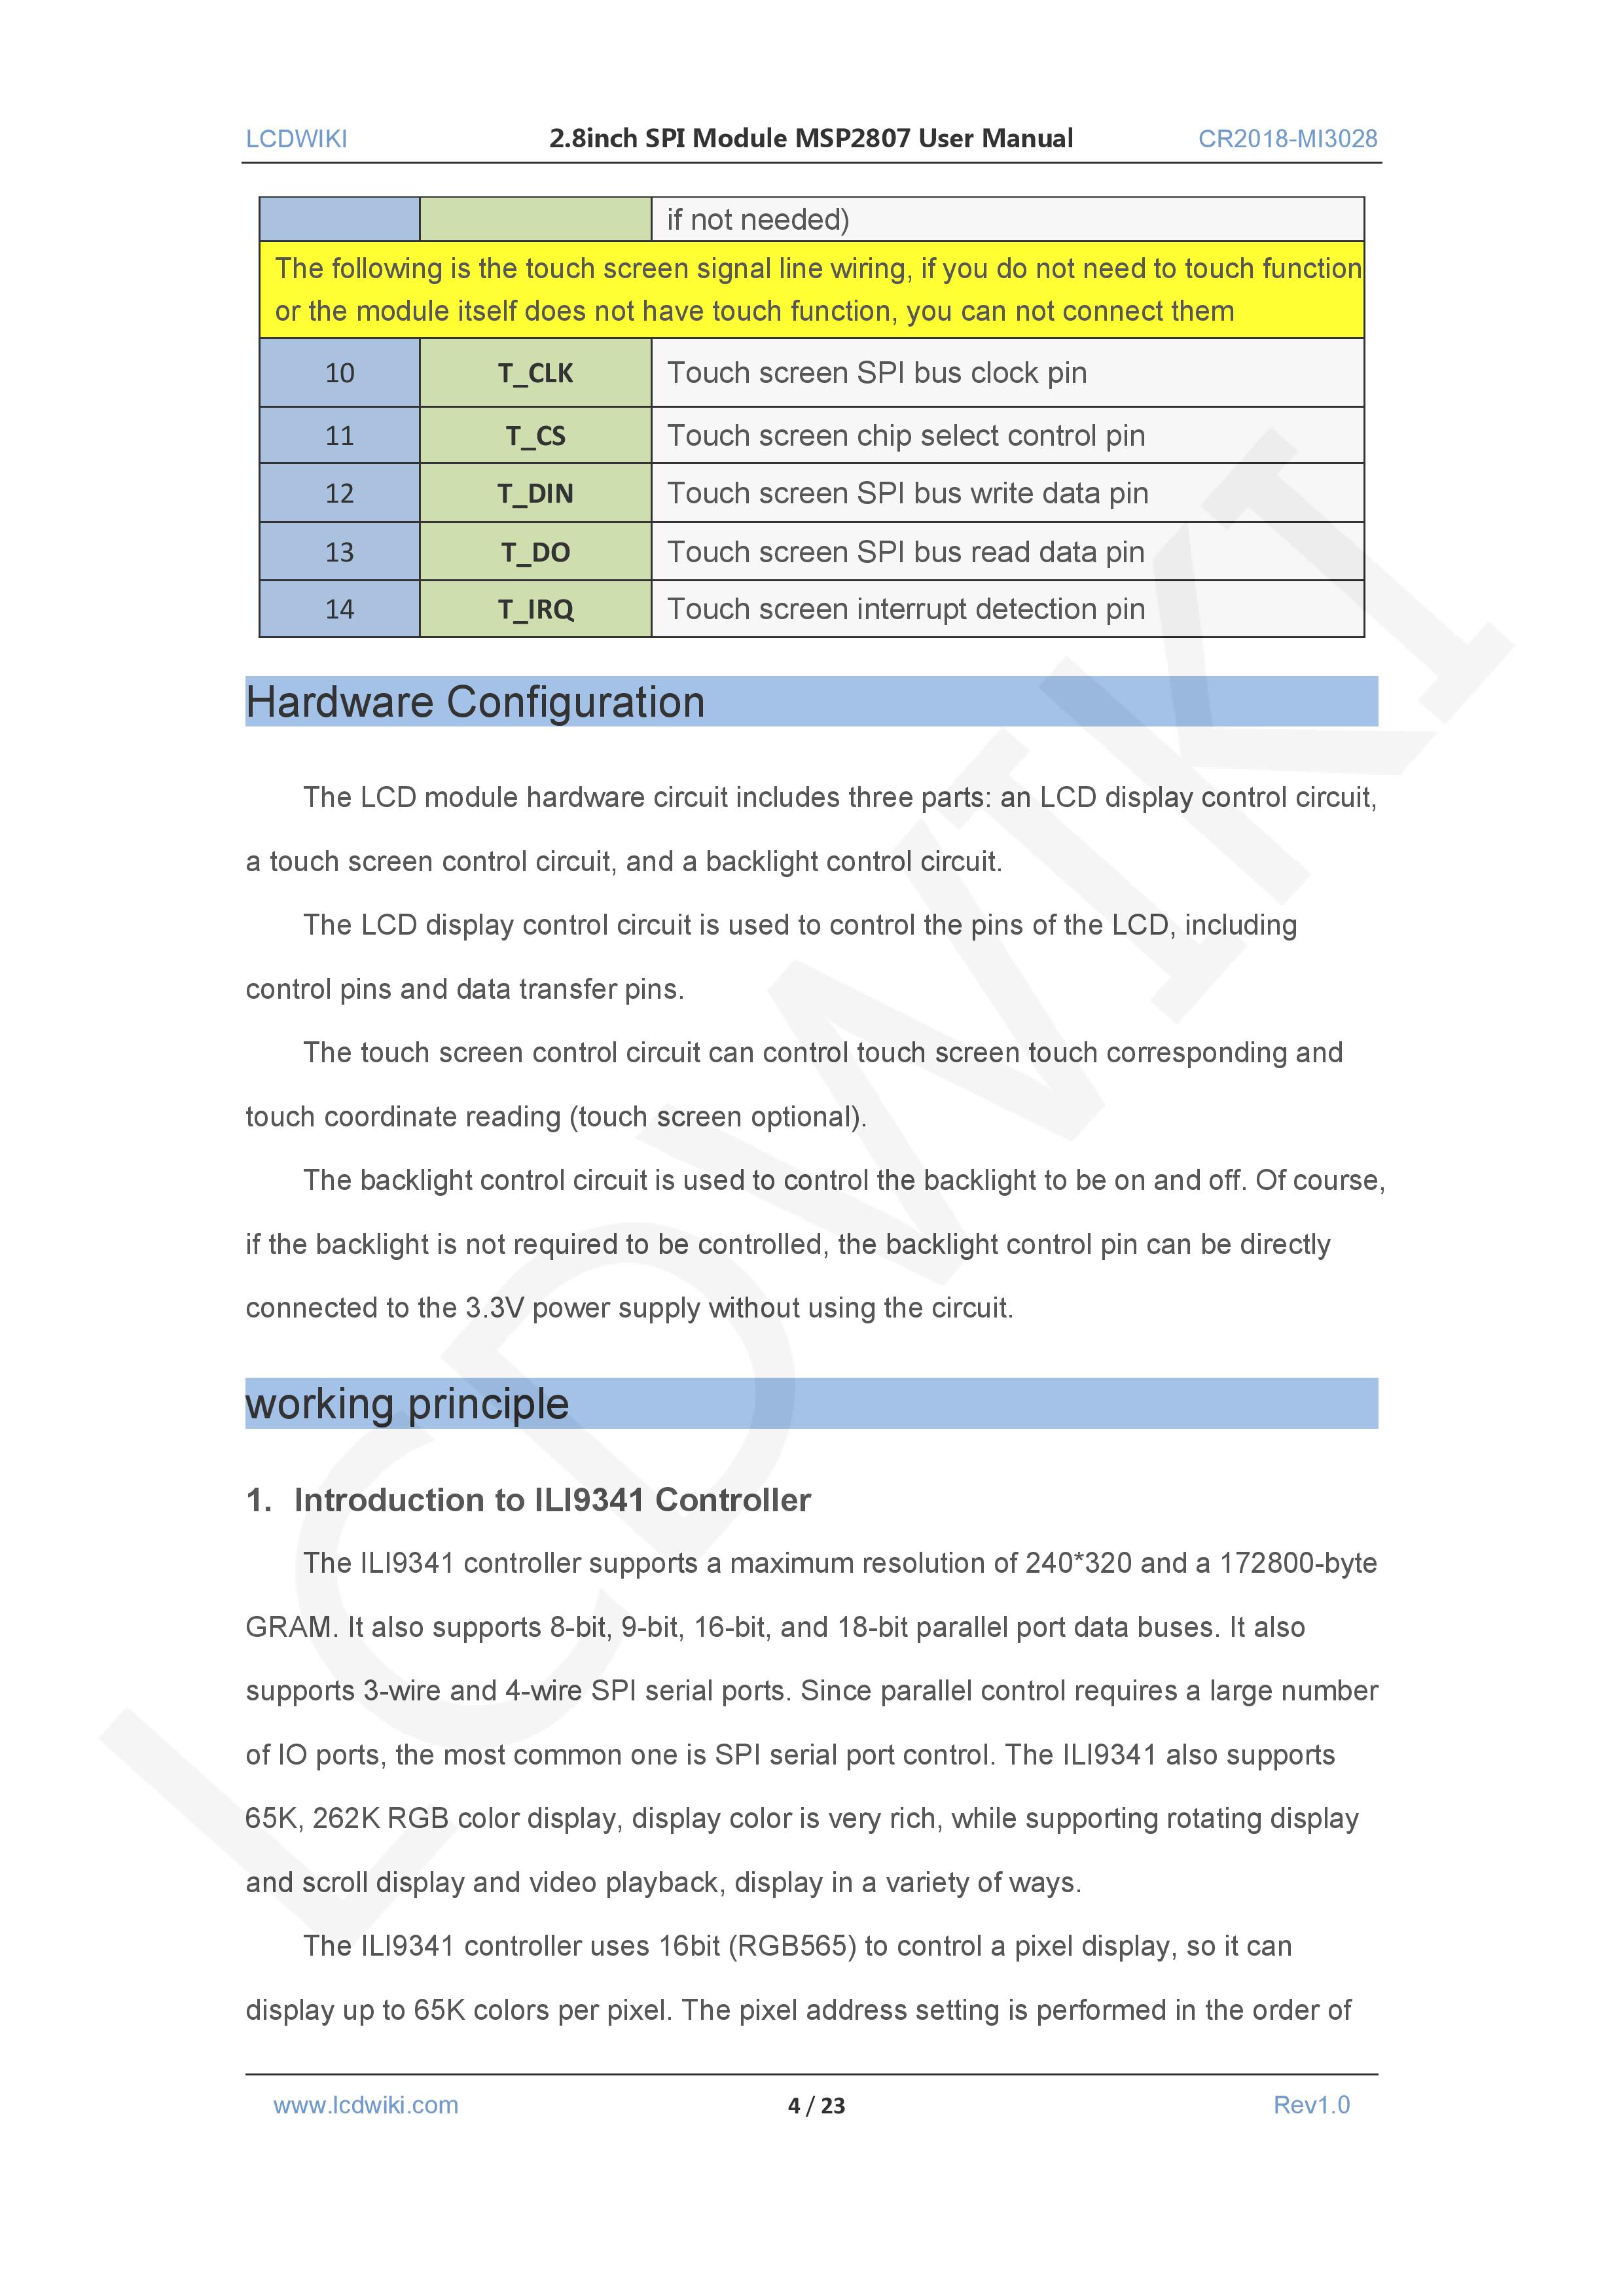 LCDWIKI 2.8inch SPI Module MSP2807 User Manual CR2018-MI3028
if not needed)
The following is the touch screen signal line wiring, if you do not need to touch function
or the module itself does not have touch function, you can not connect them
10 T_CLK Touch screen SPI bus clock pin
11 T_CS Touch screen chip select control pin
12 T_DIN Touch screen SPI bus write data pin
13 T_DO Touch screen SPI bus read data pin
14 T_IRQ Touch screen interrupt detection pin
Hardware Configuration
The LCD module hardware circuit includes three parts: an LCD display control circuit,
a touch screen control circuit, and a backlight control circuit.
The LCD display control circuit is used to control the pins of the LCD, including
control pins and data transfer pins.
The touch screen control circuit can control touch screen touch corresponding and
touch coordinate reading (touch screen optional).
The backlight control circuit is used to control the backlight to be on and off. Of course,
if the backlight is not required to be controlled, the backlight control pin can be directly
connected to the 3.3V power supply without using the circuit.
working principle
1. Introduction to ILI9341 Controller
The ILI9341 controller supports a maximum resolution of 240*320 and a 172800-byte
GRAM. It also supports 8-bit, 9-bit, 16-bit, and 18-bit parallel port data buses. It also
supports 3-wire and 4-wire SPI serial ports. Since parallel control requires a large number
of IO ports, the most common one is SPI serial port control. The ILI9341 also supports
65K, 262K RGB color display, display color is very rich, while supporting rotating display
and scroll display and video playback, display in a variety of ways.
The ILI9341 controller uses 16bit (RGB565) to control a pixel display, so it can
display up to 65K colors per pixel. The pixel address setting is performed in the order of
www.lcdwiki.com 4 / 23 Rev1.0
LCDWIKI